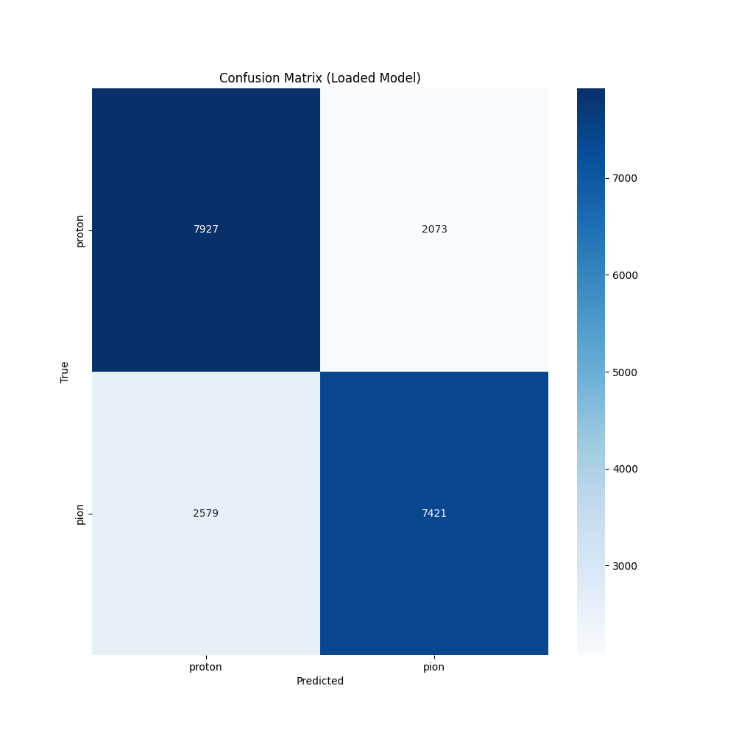 Confusion Matrix (Loaded Model)
True
proton
pion
7927
2073
2579
7421
proton
pion
Predicted
7000
6000
5000
4000
3000